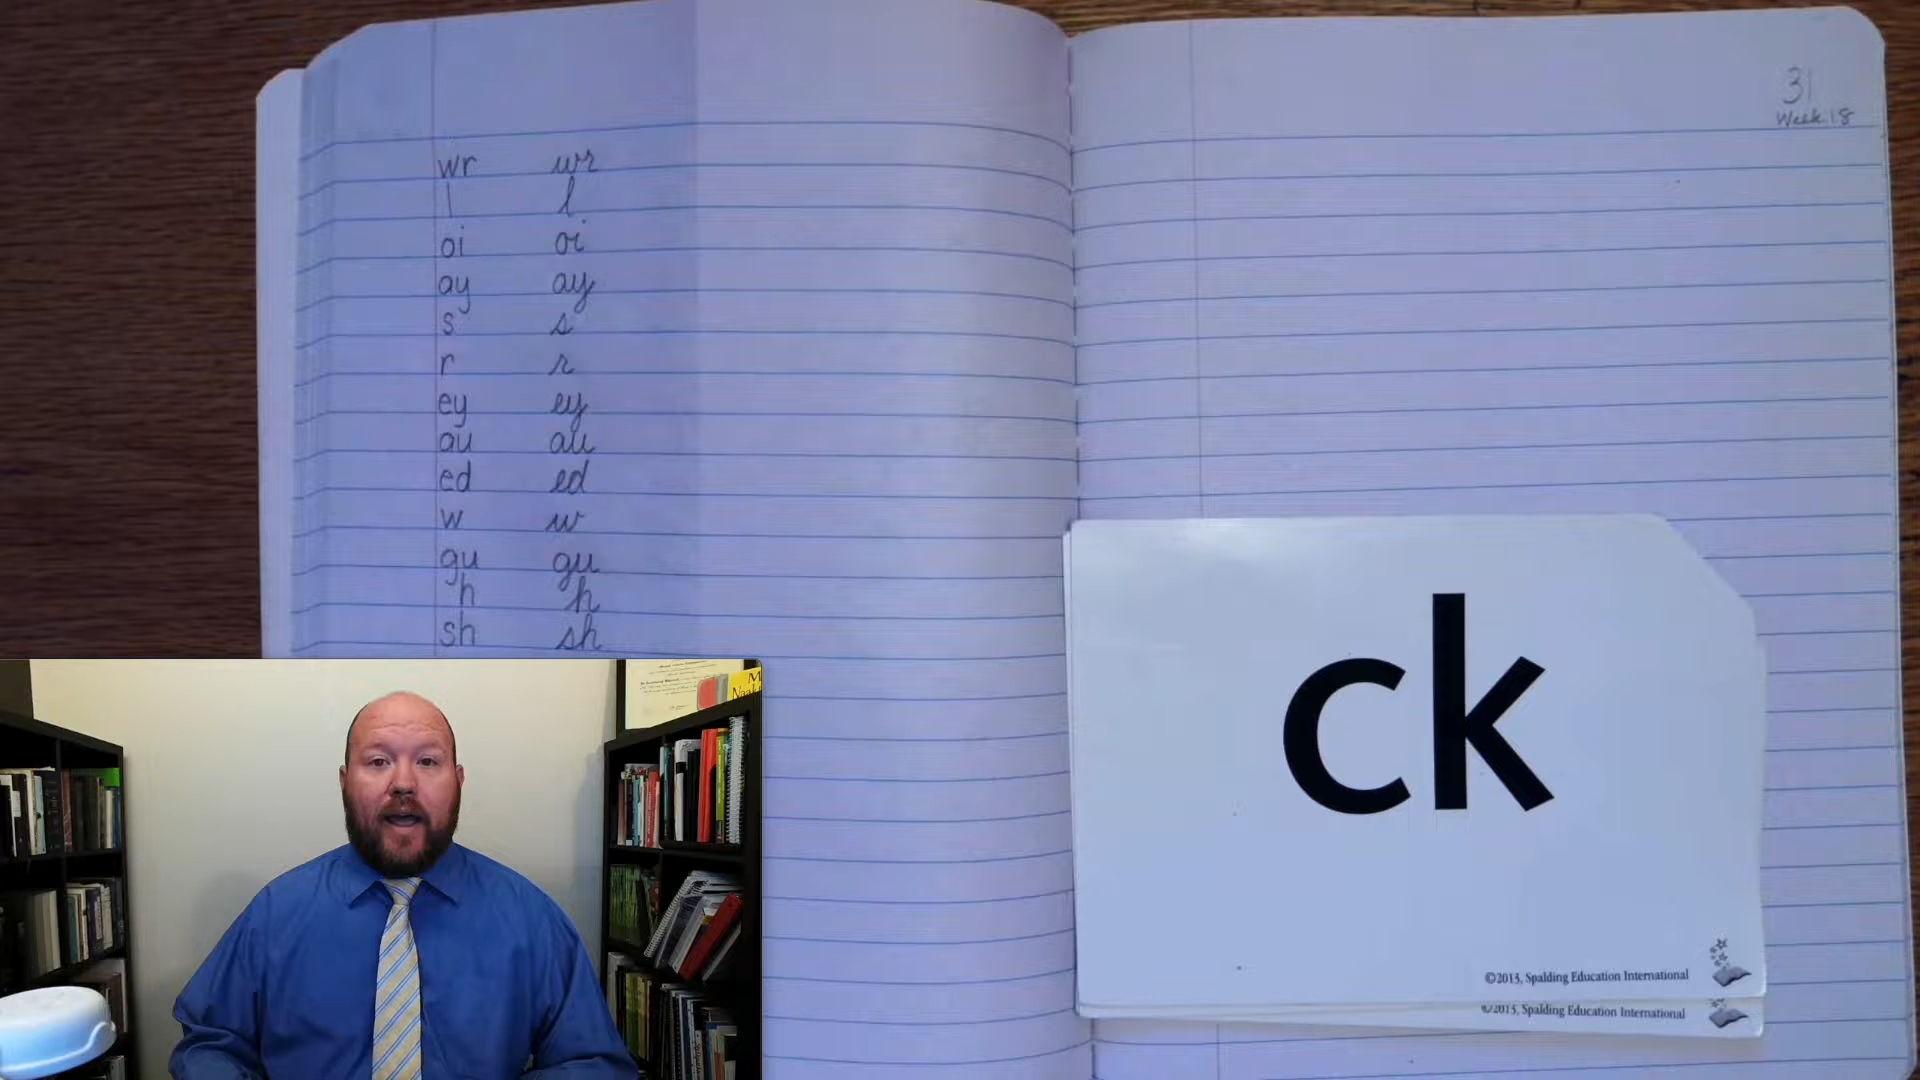 wr wr
l l
oi oi
ay ay
s s
r r
ey ey
au au
ed ed
w w
gu gu
h h
sh sh
31
Week 18
ck
©2013, Spalding Education International
©2013, Spalding Education International